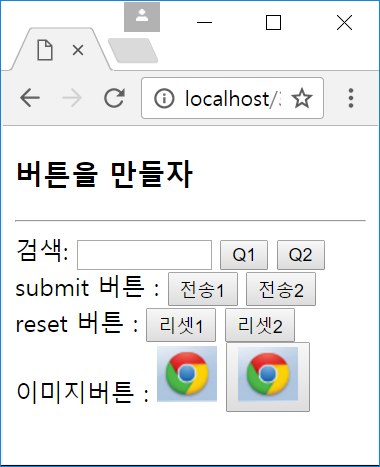 localhost/3
버튼을 만들자
검색: Q1 Q2
submit 버튼 : 전송1 전송2
reset 버튼 : 리셋1 리셋2
이미지버튼 :